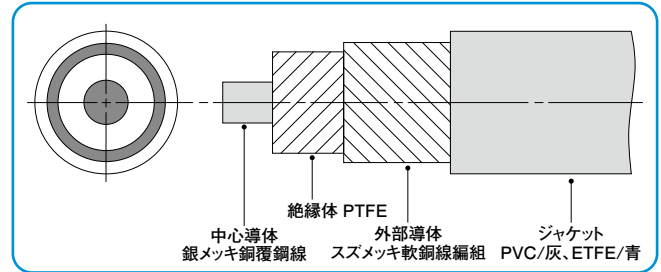 絶縁体 PTFE
中心導体
銀メッキ銅覆鋼線
外部導体
スズメッキ軟銅線編組
ジャケット
PVC/灰、ETFE/青